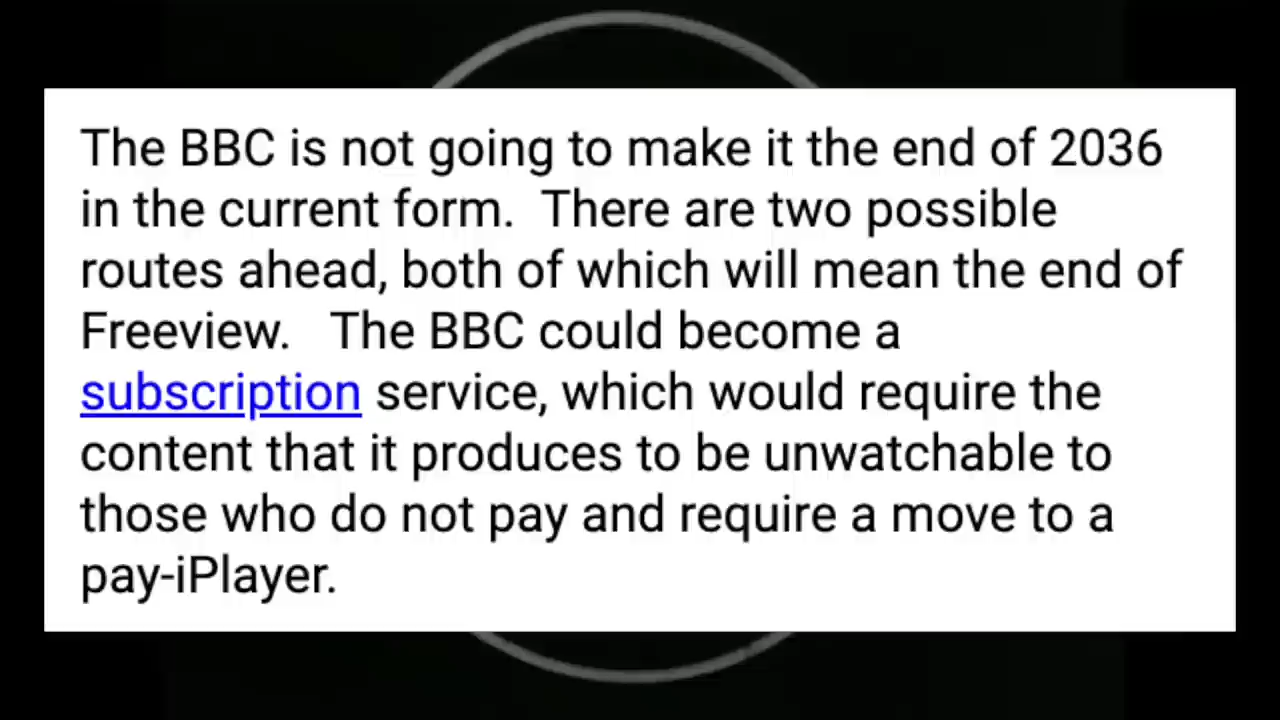 The BBC is not going to make it the end of 2036
in the current form.  There are two possible
routes ahead, both of which will mean the end of
Freeview.   The BBC could become a
subscription service, which would require the
content that it produces to be unwatchable to
those who do not pay and require a move to a
pay-iPlayer.